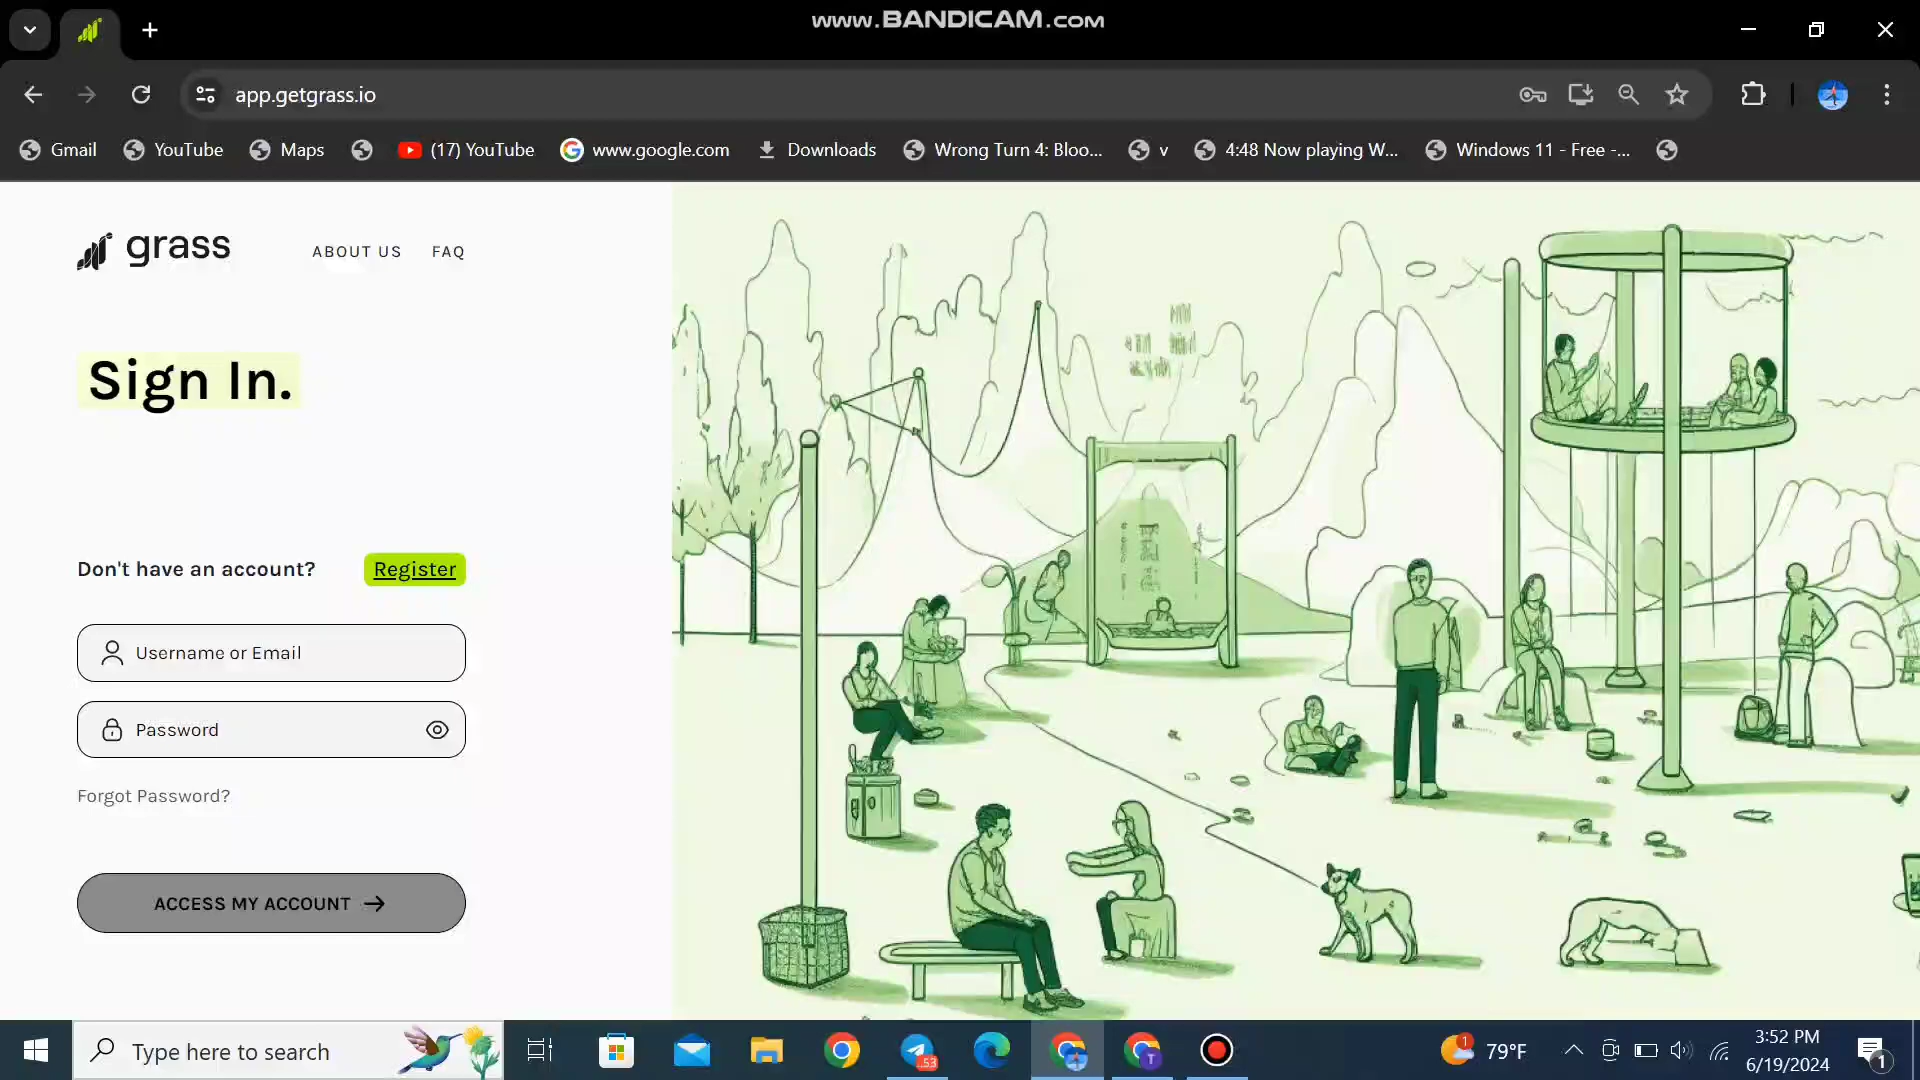 www.BANDICAM.com
app.getgrass.io
Gmail
YouTube
Maps
(17) YouTube
www.google.com
Downloads
Wrong Turn 4: Bloo...
v
4:48 Now playing W...
Windows 11 - Free -...
grass
ABOUT US
FAQ
Sign In.
Don't have an account?
Register
Username or Email
Password
Forgot Password?
ACCESS MY ACCOUNT
Type here to search
53
T
1
79°F
3:52 PM
6/19/2024
1